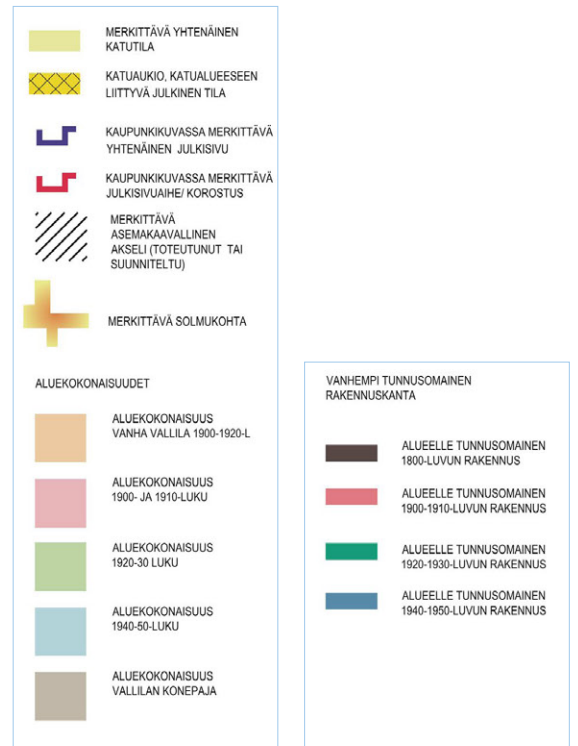 MERKITTÄVÄ YHTENÄINEN
KATUTILA
KATUAUKIO, KATUALUEESEEN
LIITTYVÄ JULKINEN TILA
KAUPUNKIKUVASSA MERKITTÄVÄ
YHTENÄINEN JULKISIVU
KAUPUNKIKUVASSA MERKITTÄVÄ
JULKISIVUAIHE/ KOROSTUS
MERKITTÄVÄ
ASEMAKAAVALLINEN
AKSELI (TOTEUTUNUT TAI
SUUNNITELTU)
MERKITTÄVÄ SOLMUKOHTA
ALUEKOKONAISUUDET
ALUEKOKONAISUUS
VANHA VALLILA 1900-1920-L
ALUEKOKONAISUUS
1900- JA 1910-LUKU
ALUEKOKONAISUUS
1920-30 LUKU
ALUEKOKONAISUUS
1940-50-LUKU
ALUEKOKONAISUUS
VALLILAN KONEPAJA
VANHEMPI TUNNUSOMAINEN
RAKENNUSKANTA
ALUEELLE TUNNUSOMAINEN
1800-LUVUN RAKENNUS
ALUEELLE TUNNUSOMAINEN
1900-1910-LUVUN RAKENNUS
ALUEELLE TUNNUSOMAINEN
1920-1930-LUVUN RAKENNUS
ALUEELLE TUNNUSOMAINEN
1940-1950-LUVUN RAKENNUS